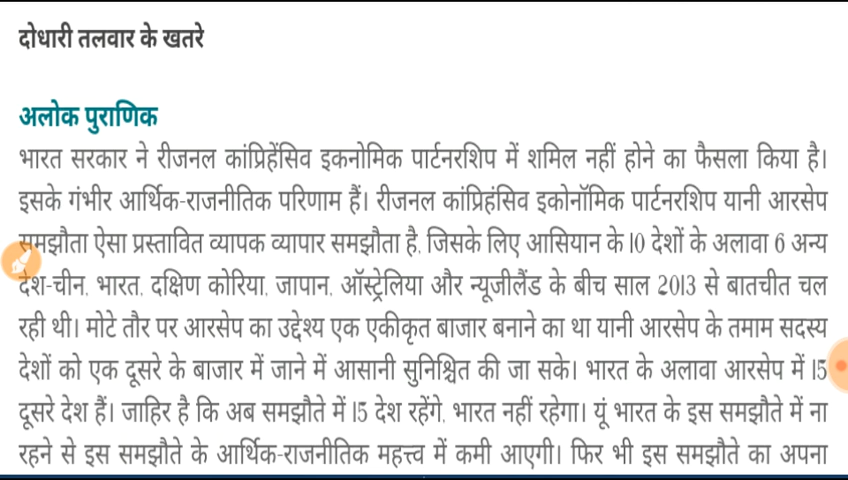 दोधारी तलवार के खतरे
अलोक पुराणिक
भारत सरकार ने रीजनल कांप्रिहेंसिव इकनोमिक पार्टनरशिप में शमिल नहीं होने का फैसला किया है।
इसके गंभीर आर्थिक-राजनीतिक परिणाम हैं। रीजनल कांप्रिहंसिव इकोनॉमिक पार्टनरशिप यानी आरसेप
समझौता ऐसा प्रस्तावित व्यापक व्यापार समझौता है, जिसके लिए आसियान के 10 देशों के अलावा 6 अन्य
देश-चीन, भारत, दक्षिण कोरिया, जापान, ऑस्ट्रेलिया और न्यूजीलैंड के बीच साल 2013 से बातचीत चल
रही थी। मोटे तौर पर आरसेप का उद्देश्य एक एकीकृत बाजार बनाने का था यानी आरसेप के तमाम सदस्य
देशों को एक दूसरे के बाजार में जाने में आसानी सुनिश्चित की जा सके। भारत के अलावा आरसेप में 15
दूसरे देश हैं। जाहिर है कि अब समझौते में 15 देश रहेंगे, भारत नहीं रहेगा। यूं भारत के इस समझौते में ना
रहने से इस समझौते के आर्थिक-राजनीतिक महत्त्व में कमी आएगी। फिर भी इस समझौते का अपना